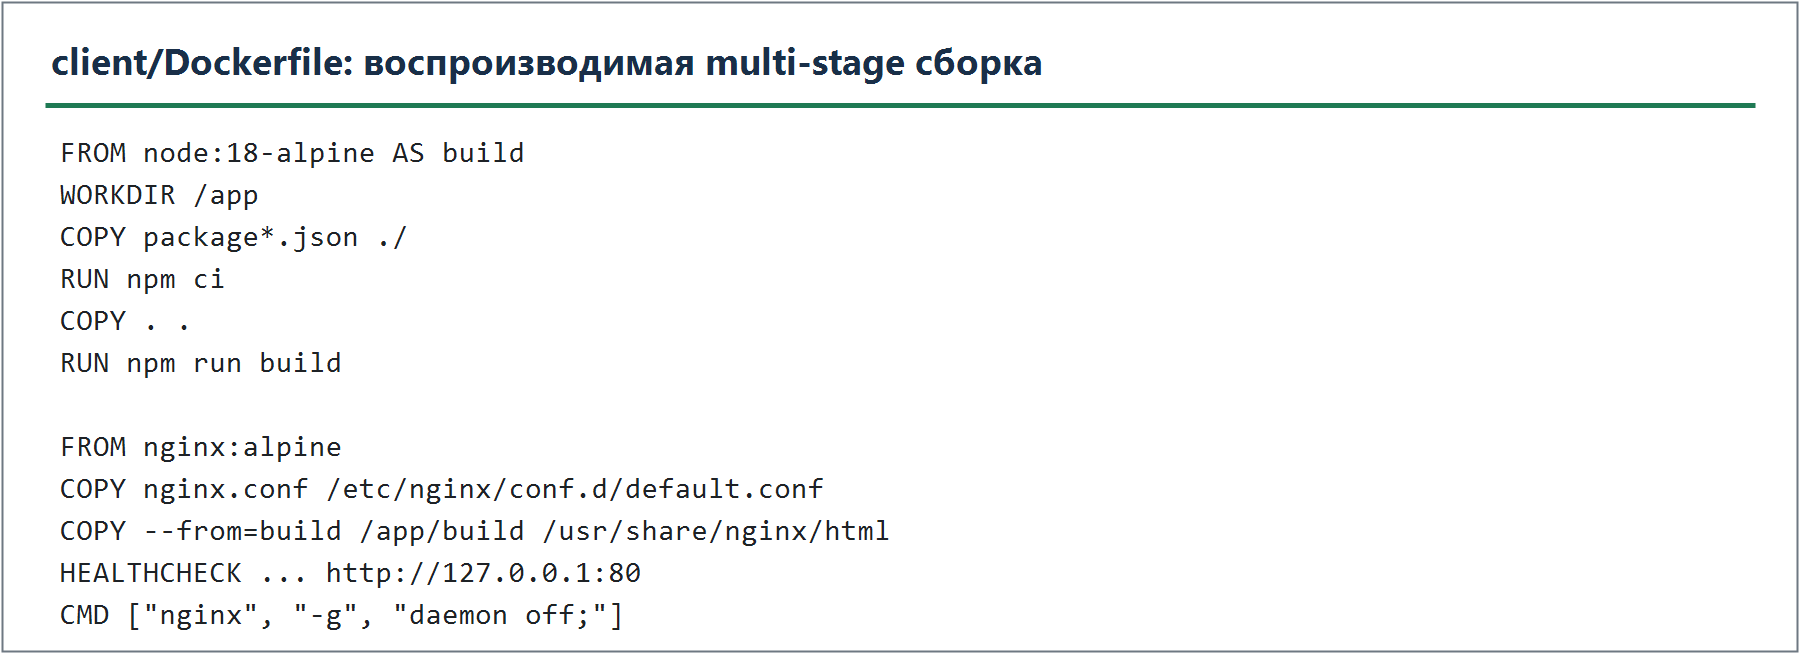 client/Dockerfile: воспроизводимая multi-stage сборка
FROM node:18-alpine AS build
WORKDIR /app
COPY package*.json ./
RUN npm ci
COPY . .
RUN npm run build
FROM nginx:alpine
COPY nginx.conf /etc/nginx/conf.d/default.conf
COPY --from=build /app/build /usr/share/nginx/html
HEALTHCHECK ... http://127.0.0.1:80
CMD ["nginx", "-g", "daemon off;"]